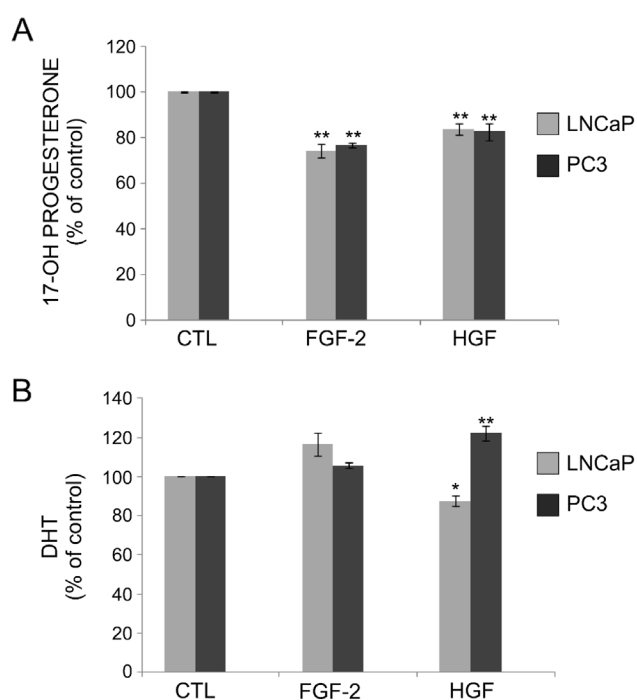 A
17-OH PROGESTERONE
(% of control)
120
100
80
60
40
20
0
** **
** **
CTL
FGF-2
HGF
LNCaP
PC3
B
DHT
(% of control)
140
120
100
80
60
40
20
0
*
**
CTL
FGF-2
HGF
LNCaP
PC3